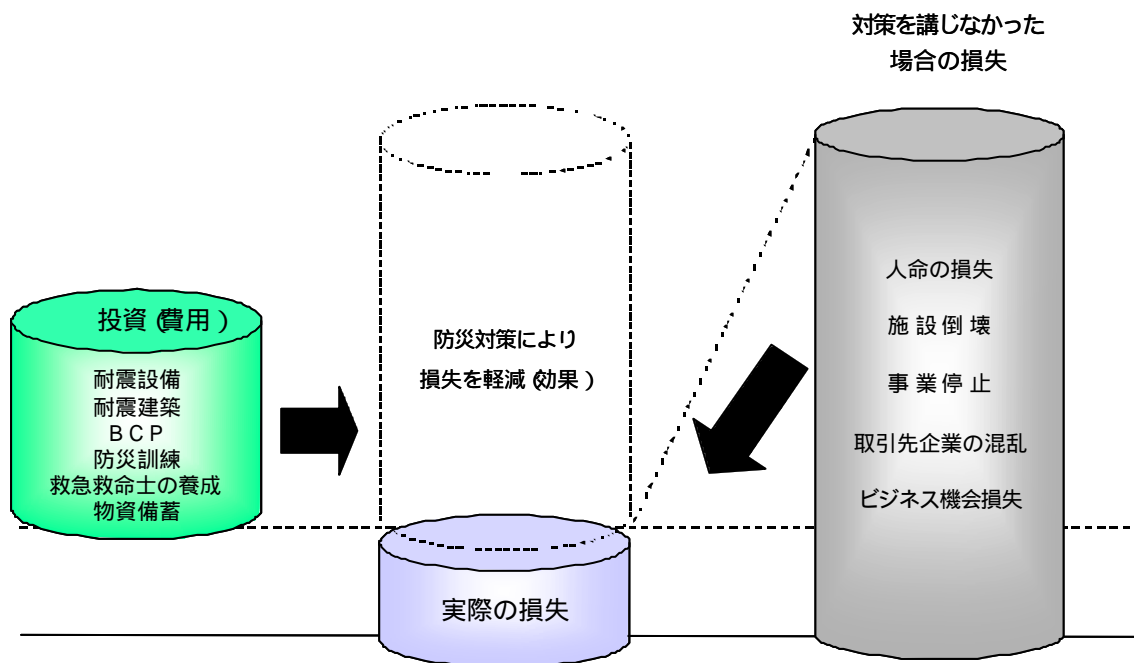 対策を講じなかった
場合の損失
投資(費用)
耐震設備
耐震建築
BCP
防災訓練
救急救命士の養成
物資備蓄
防災対策により
損失を軽減(効果)
実際の損失
人命の損失
施設倒壊
事業停止
取引先企業の混乱
ビジネス機会損失